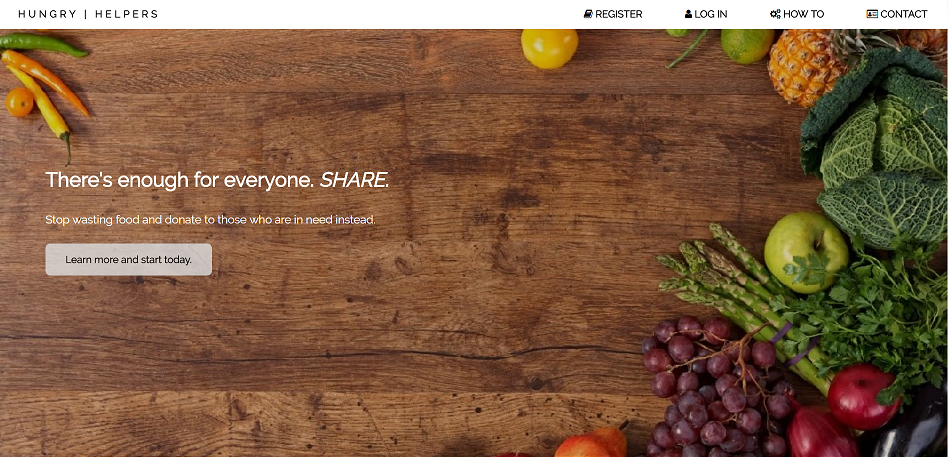 HUNGRY | HELPERS
REGISTER
LOG IN
HOW TO
CONTACT
There's enough for everyone. SHARE.
Stop wasting food and donate to those who are in need instead.
Learn more and start today.